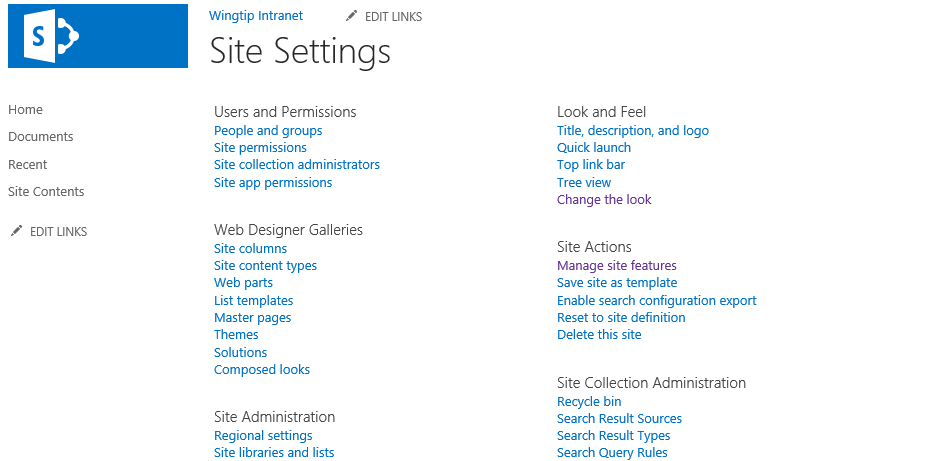 S
Wingtip Intranet
EDIT LINKS
Site Settings
Home
Documents
Recent
Site Contents
EDIT LINKS
Users and Permissions
People and groups
Site permissions
Site collection administrators
Site app permissions
Web Designer Galleries
Site columns
Site content types
Web parts
List templates
Master pages
Themes
Solutions
Composed looks
Site Administration
Regional settings
Site libraries and lists
Look and Feel
Title, description, and logo
Quick launch
Top link bar
Tree view
Change the look
Site Actions
Manage site features
Save site as template
Enable search configuration export
Reset to site definition
Delete this site
Site Collection Administration
Recycle bin
Search Result Sources
Search Result Types
Search Query Rules